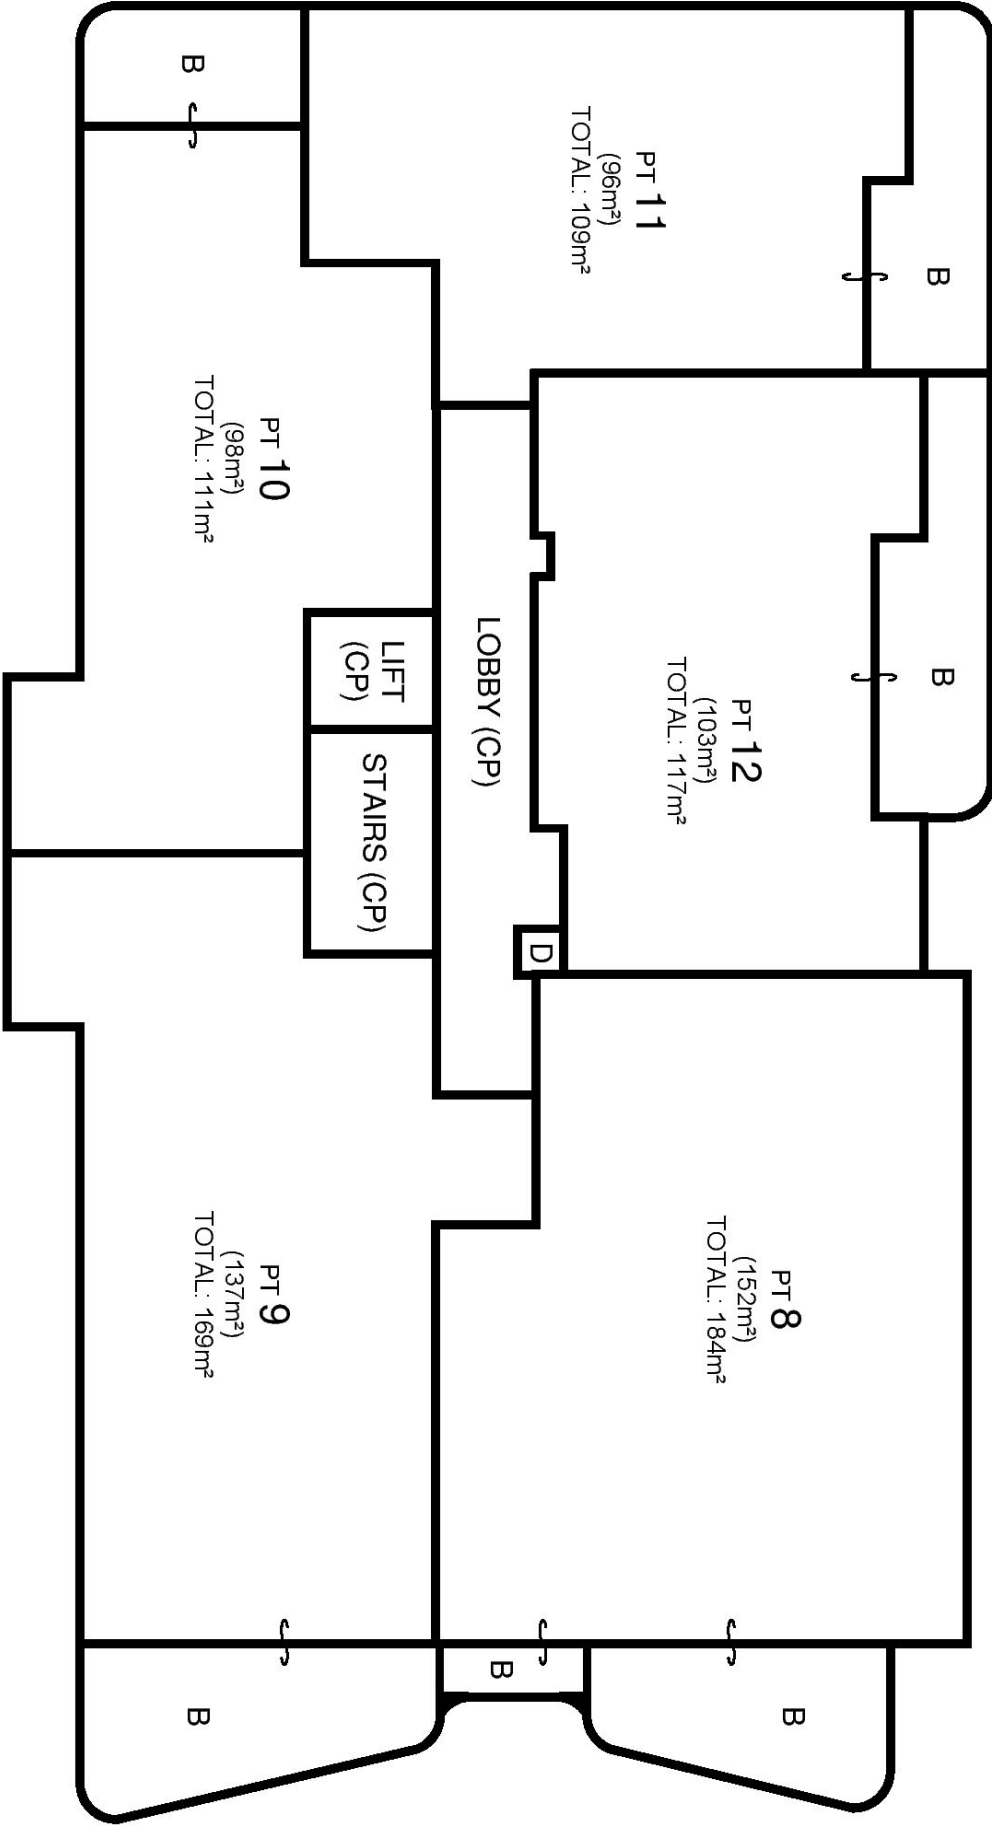 B
PT 11
(96m²)
TOTAL: 109m²
B
PT 10
(98m²)
TOTAL: 111m²
LIFT
(CP)
STAIRS (CP)
LOBBY (CP)
B
PT 12
(103m²)
TOTAL: 117m²
D
PT 9
(137m²)
TOTAL: 169m²
PT 8
(152m²)
TOTAL: 184m²
B
B
B